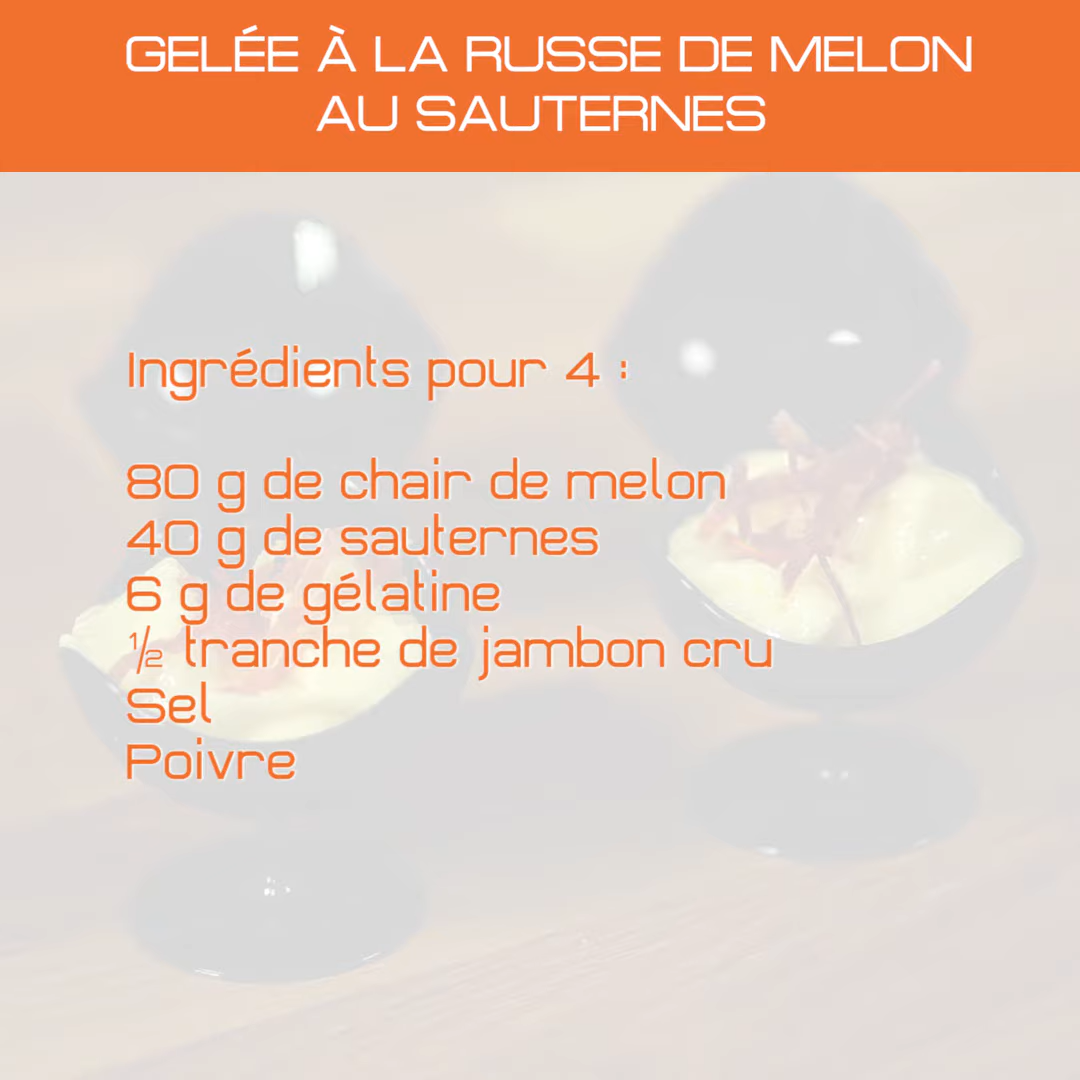 GELÉE À LA RUSSE DE MELON
AU SAUTERNES
Ingrédients pour 4 :
80 g de chair de melon
40 g de sauternes
6 g de gélatine
½ tranche de jambon cru
Sel
Poivre